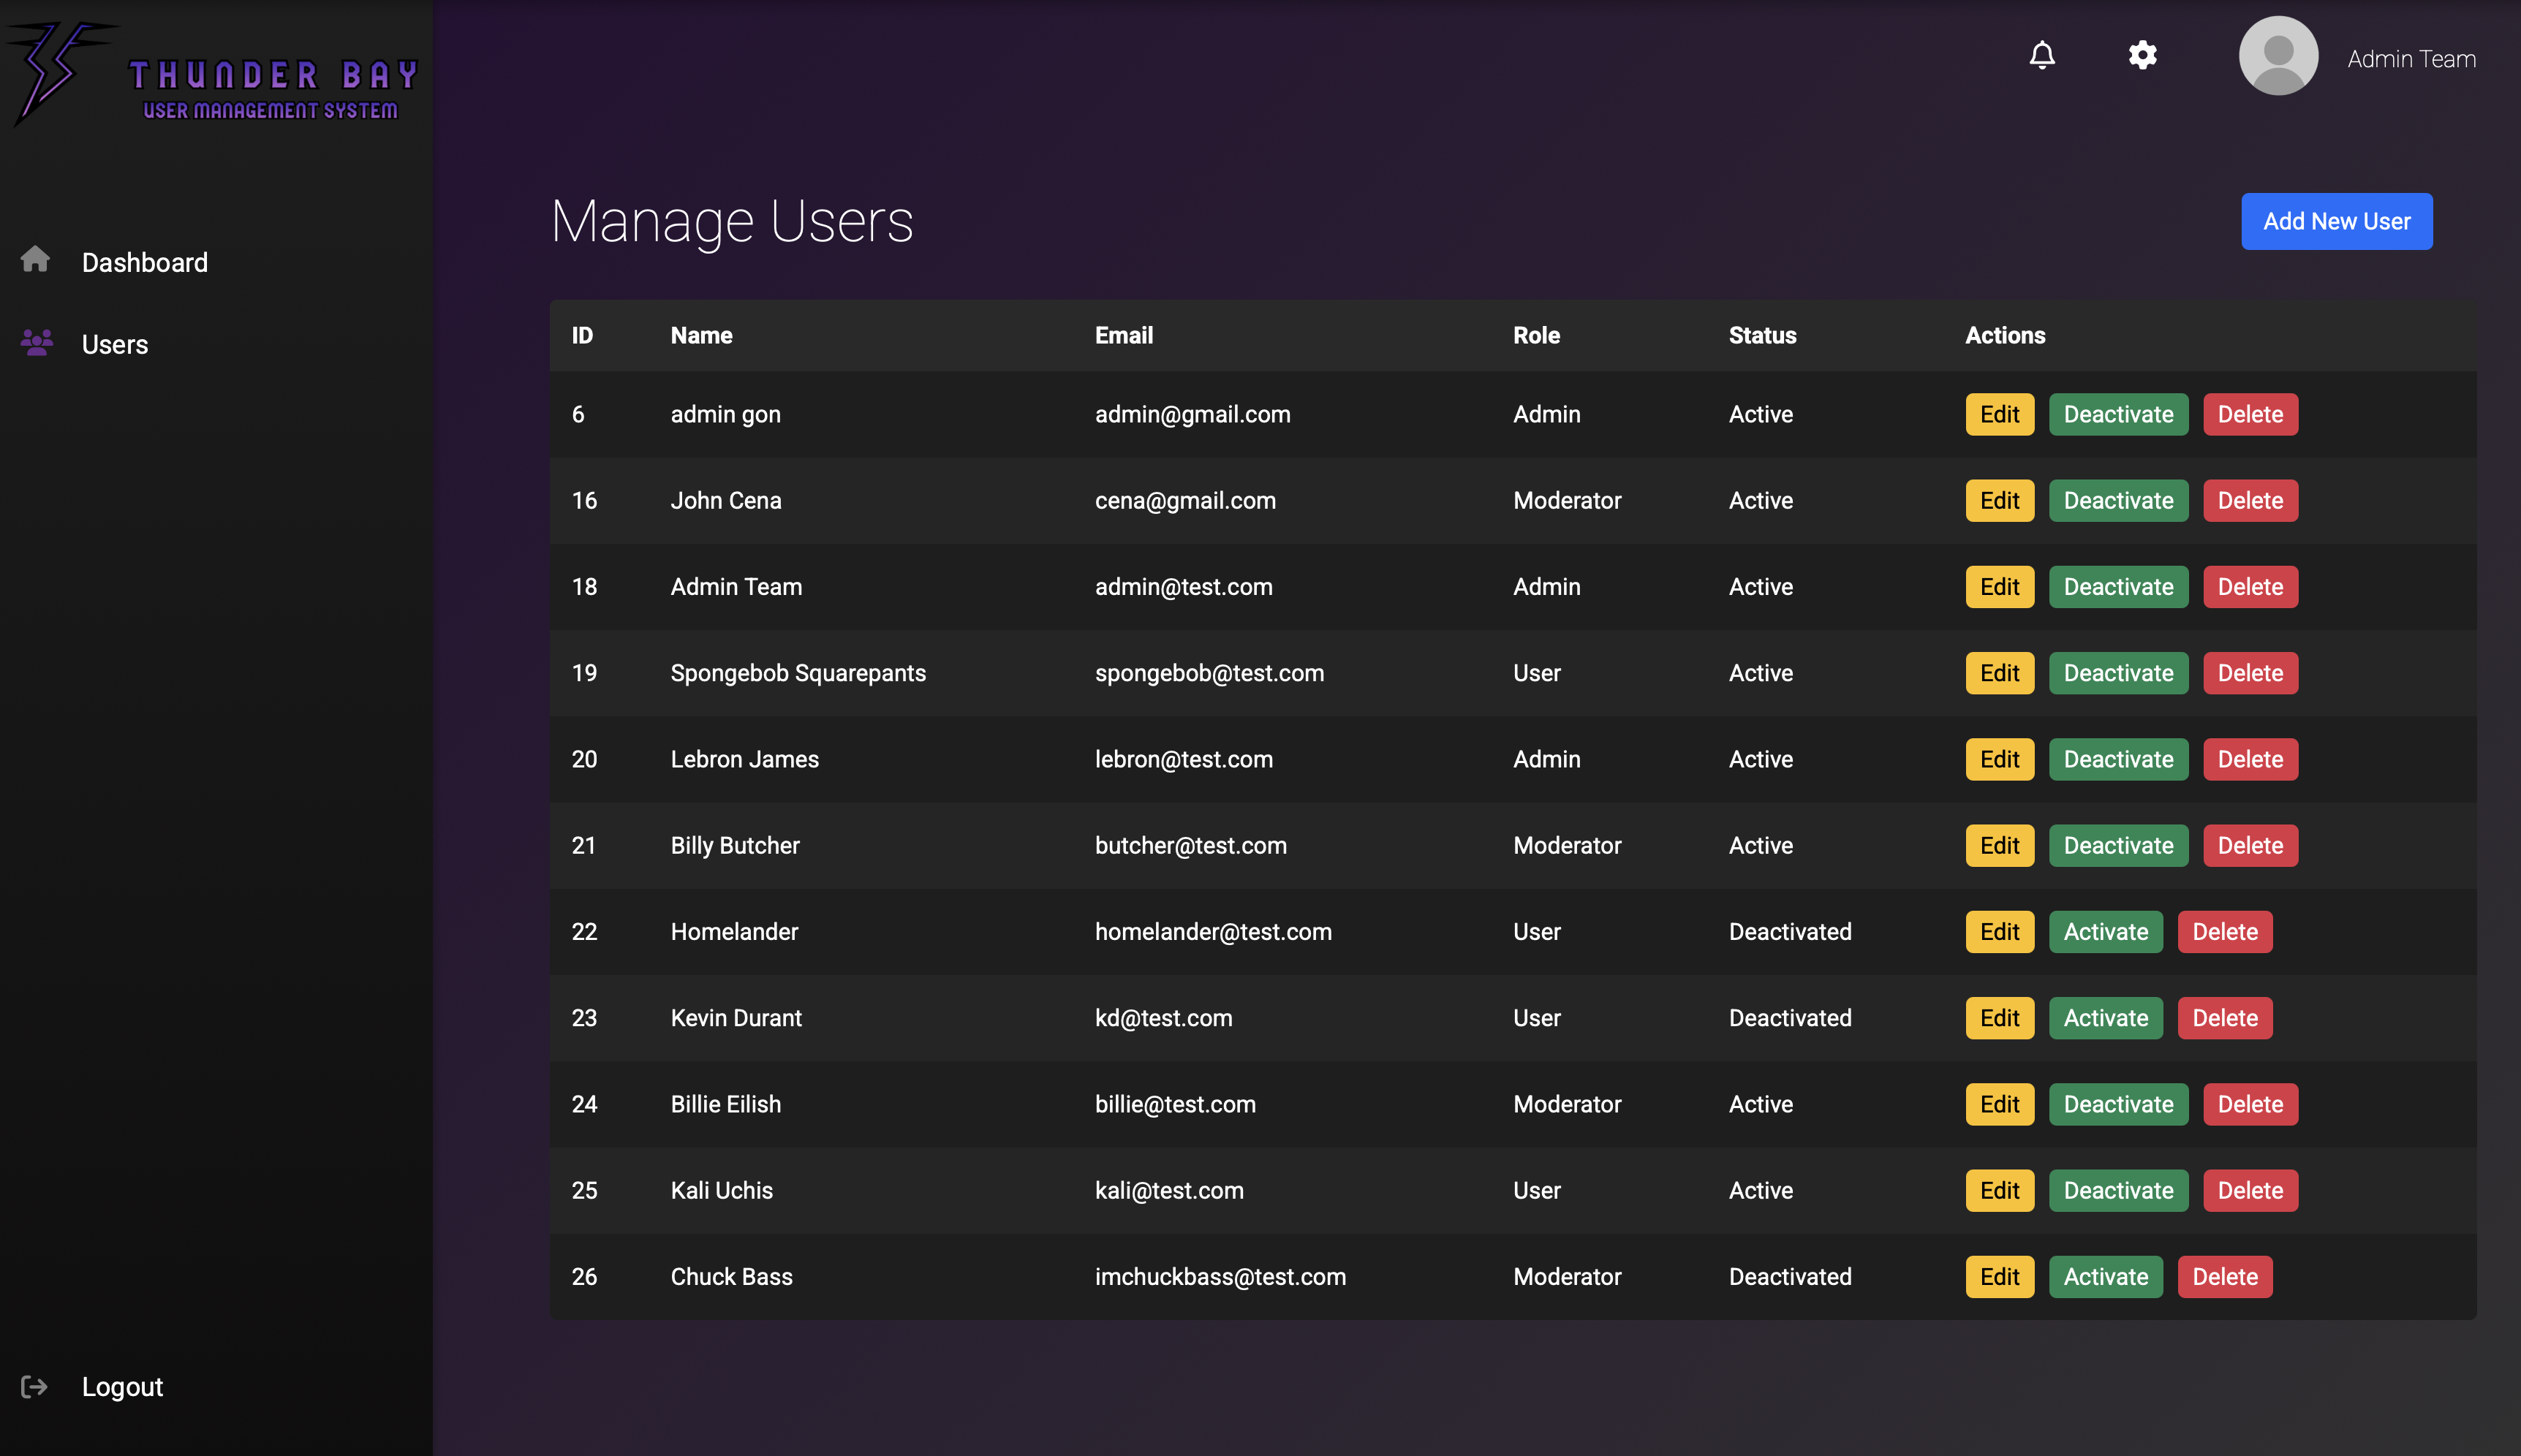 THUNDER BAY
USER MANAGEMENT SYSTEM
Admin Team
Dashboard
Users
Logout
Manage Users
Add New User
ID Name Email Role Status Actions
6 admin gon admin@gmail.com Admin Active Edit Deactivate Delete
16 John Cena cena@gmail.com Moderator Active Edit Deactivate Delete
18 Admin Team admin@test.com Admin Active Edit Deactivate Delete
19 Spongebob Squarepants spongebob@test.com User Active Edit Deactivate Delete
20 Lebron James lebron@test.com Admin Active Edit Deactivate Delete
21 Billy Butcher butcher@test.com Moderator Active Edit Deactivate Delete
22 Homelander homelander@test.com User Deactivated Edit Activate Delete
23 Kevin Durant kd@test.com User Deactivated Edit Activate Delete
24 Billie Eilish billie@test.com Moderator Active Edit Deactivate Delete
25 Kali Uchis kali@test.com User Active Edit Deactivate Delete
26 Chuck Bass imchuckbass@test.com Moderator Deactivated Edit Activate Delete